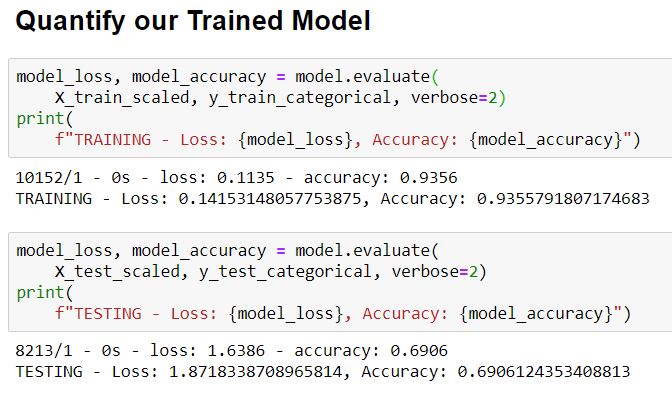 Quantify our Trained Model
model_loss, model_accuracy = model.evaluate(
    X_train_scaled, y_train_categorical, verbose=2)
print(
    f"TRAINING - Loss: {model_loss}, Accuracy: {model_accuracy}")
10152/1 - 0s - loss: 0.1135 - accuracy: 0.9356
TRAINING - Loss: 0.14153148057753875, Accuracy: 0.9355791807174683
model_loss, model_accuracy = model.evaluate(
    X_test_scaled, y_test_categorical, verbose=2)
print(
    f"TESTING - Loss: {model_loss}, Accuracy: {model_accuracy}")
8213/1 - 0s - loss: 1.6386 - accuracy: 0.6906
TESTING - Loss: 1.8718338708965814, Accuracy: 0.6906124353408813